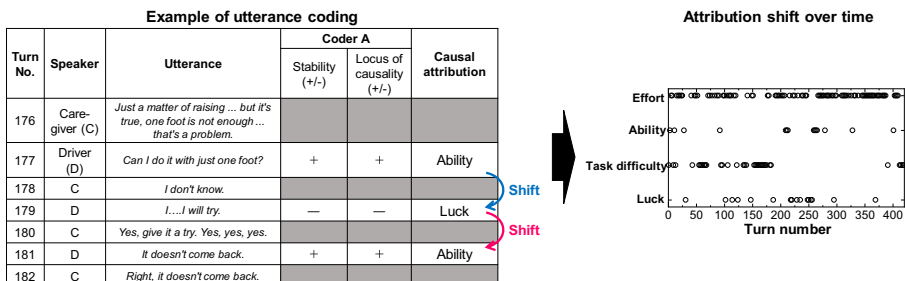 Example of utterance coding
Attribution shift over time
Turn No. Speaker Utterance Coder A Causal attribution
Stability (+/-) Locus of causality (+/-)
176 Care-giver (C) Just a matter of raising ... but it's true, one foot is not enough ... that's a problem.
177 Driver (D) Can I do it with just one foot? + + Ability
178 C I don't know.
Shift
179 D I....I will try. — — Luck
180 C Yes, give it a try. Yes, yes, yes.
Shift
181 D It doesn't come back. + + Ability
182 C Right, it doesn't come back.
Effort
Ability
Task difficulty
Luck
0 50 100 150 200 250 300 350 400
Turn number